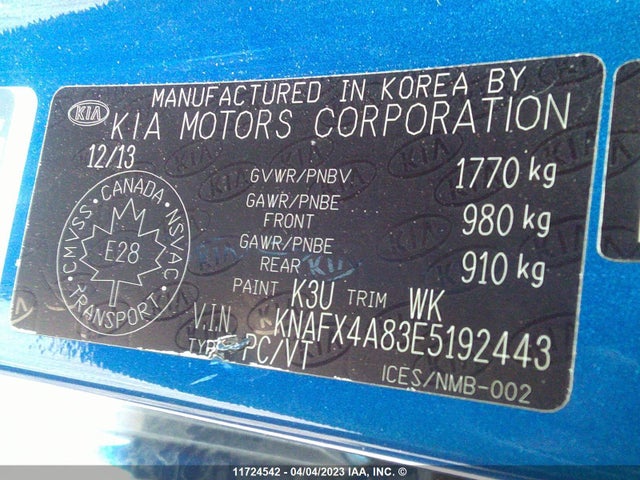 MANUFACTURED IN KOREA BY
KIA KIA MOTORS CORPORATION
12/13
GVWR/PNBV 1770 kg
GAWR/PNBE FRONT 980 kg
GAWR/PNBE REAR 910 kg
CMVSS · CANADA · NSVAC
E28
TRANSPORT
PAINT K3U TRIM WK
V.I.N KNAFX4A83E5192443
TYPE PC/VT
ICES/NMB-002
11724542 - 04/04/2023 IAA, INC. ©